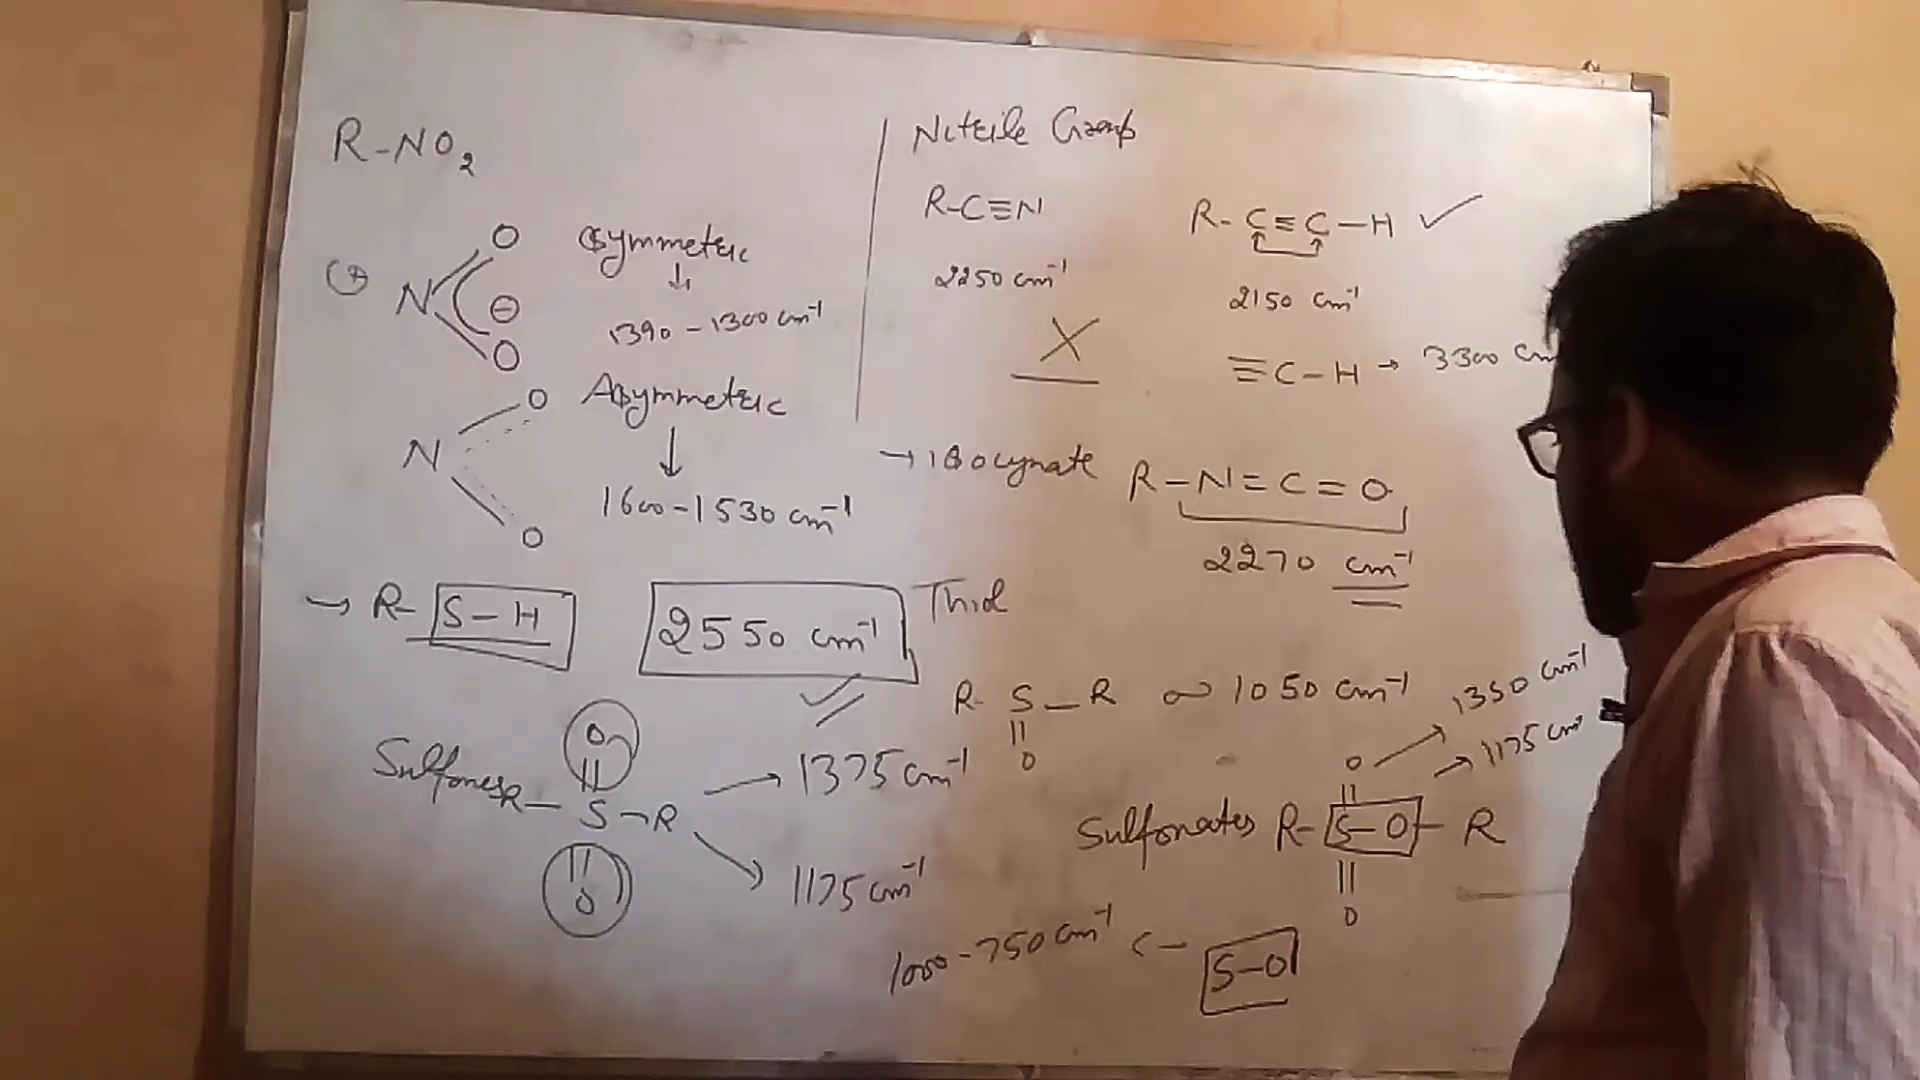 R-NO2
O
⊕ N ⊖
O
Symmetric
↓
1390 - 1300 cm-1
Asymmetric
↓
1600 - 1530 cm-1
O
N
O
Nitrile Group
R-C≡N
2250 cm-1
X
R-C≡C-H ✓
2150 cm-1
≡C-H → 3300 cm
→ Isocynate R-N=C=O
2270 cm-1
→ R-S-H 2550 cm-1 Thiol
R-S-R ∼ 1050 cm-1
||
O
Sulfones
O
||
R-S-R
||
O
→ 1375 cm-1
→ 1175 cm-1
Sulfonates
O
||
R-S-O-R
||
O
→ 1350 cm-1
→ 1175 cm-1
1000-750 cm-1 <- S-O